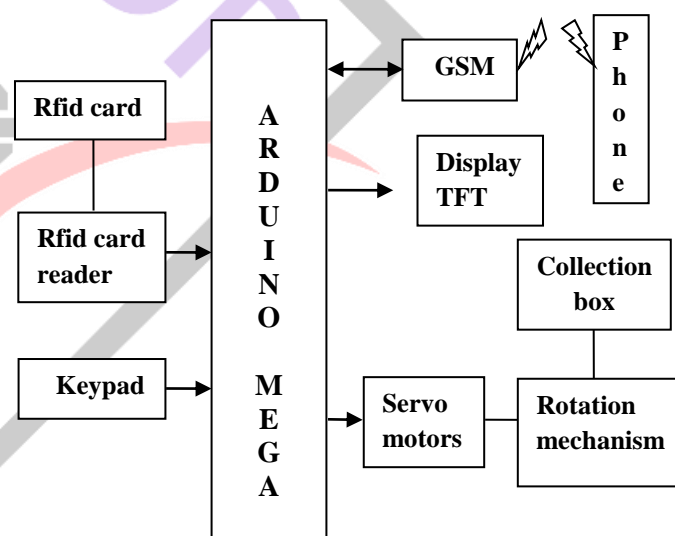 Rfid card
Rfid card
reader
Keypad
A
R
D
U
I
N
O
M
E
G
A
GSM
P
h
o
n
e
Display
TFT
Collection
box
Servo
motors
Rotation
mechanism